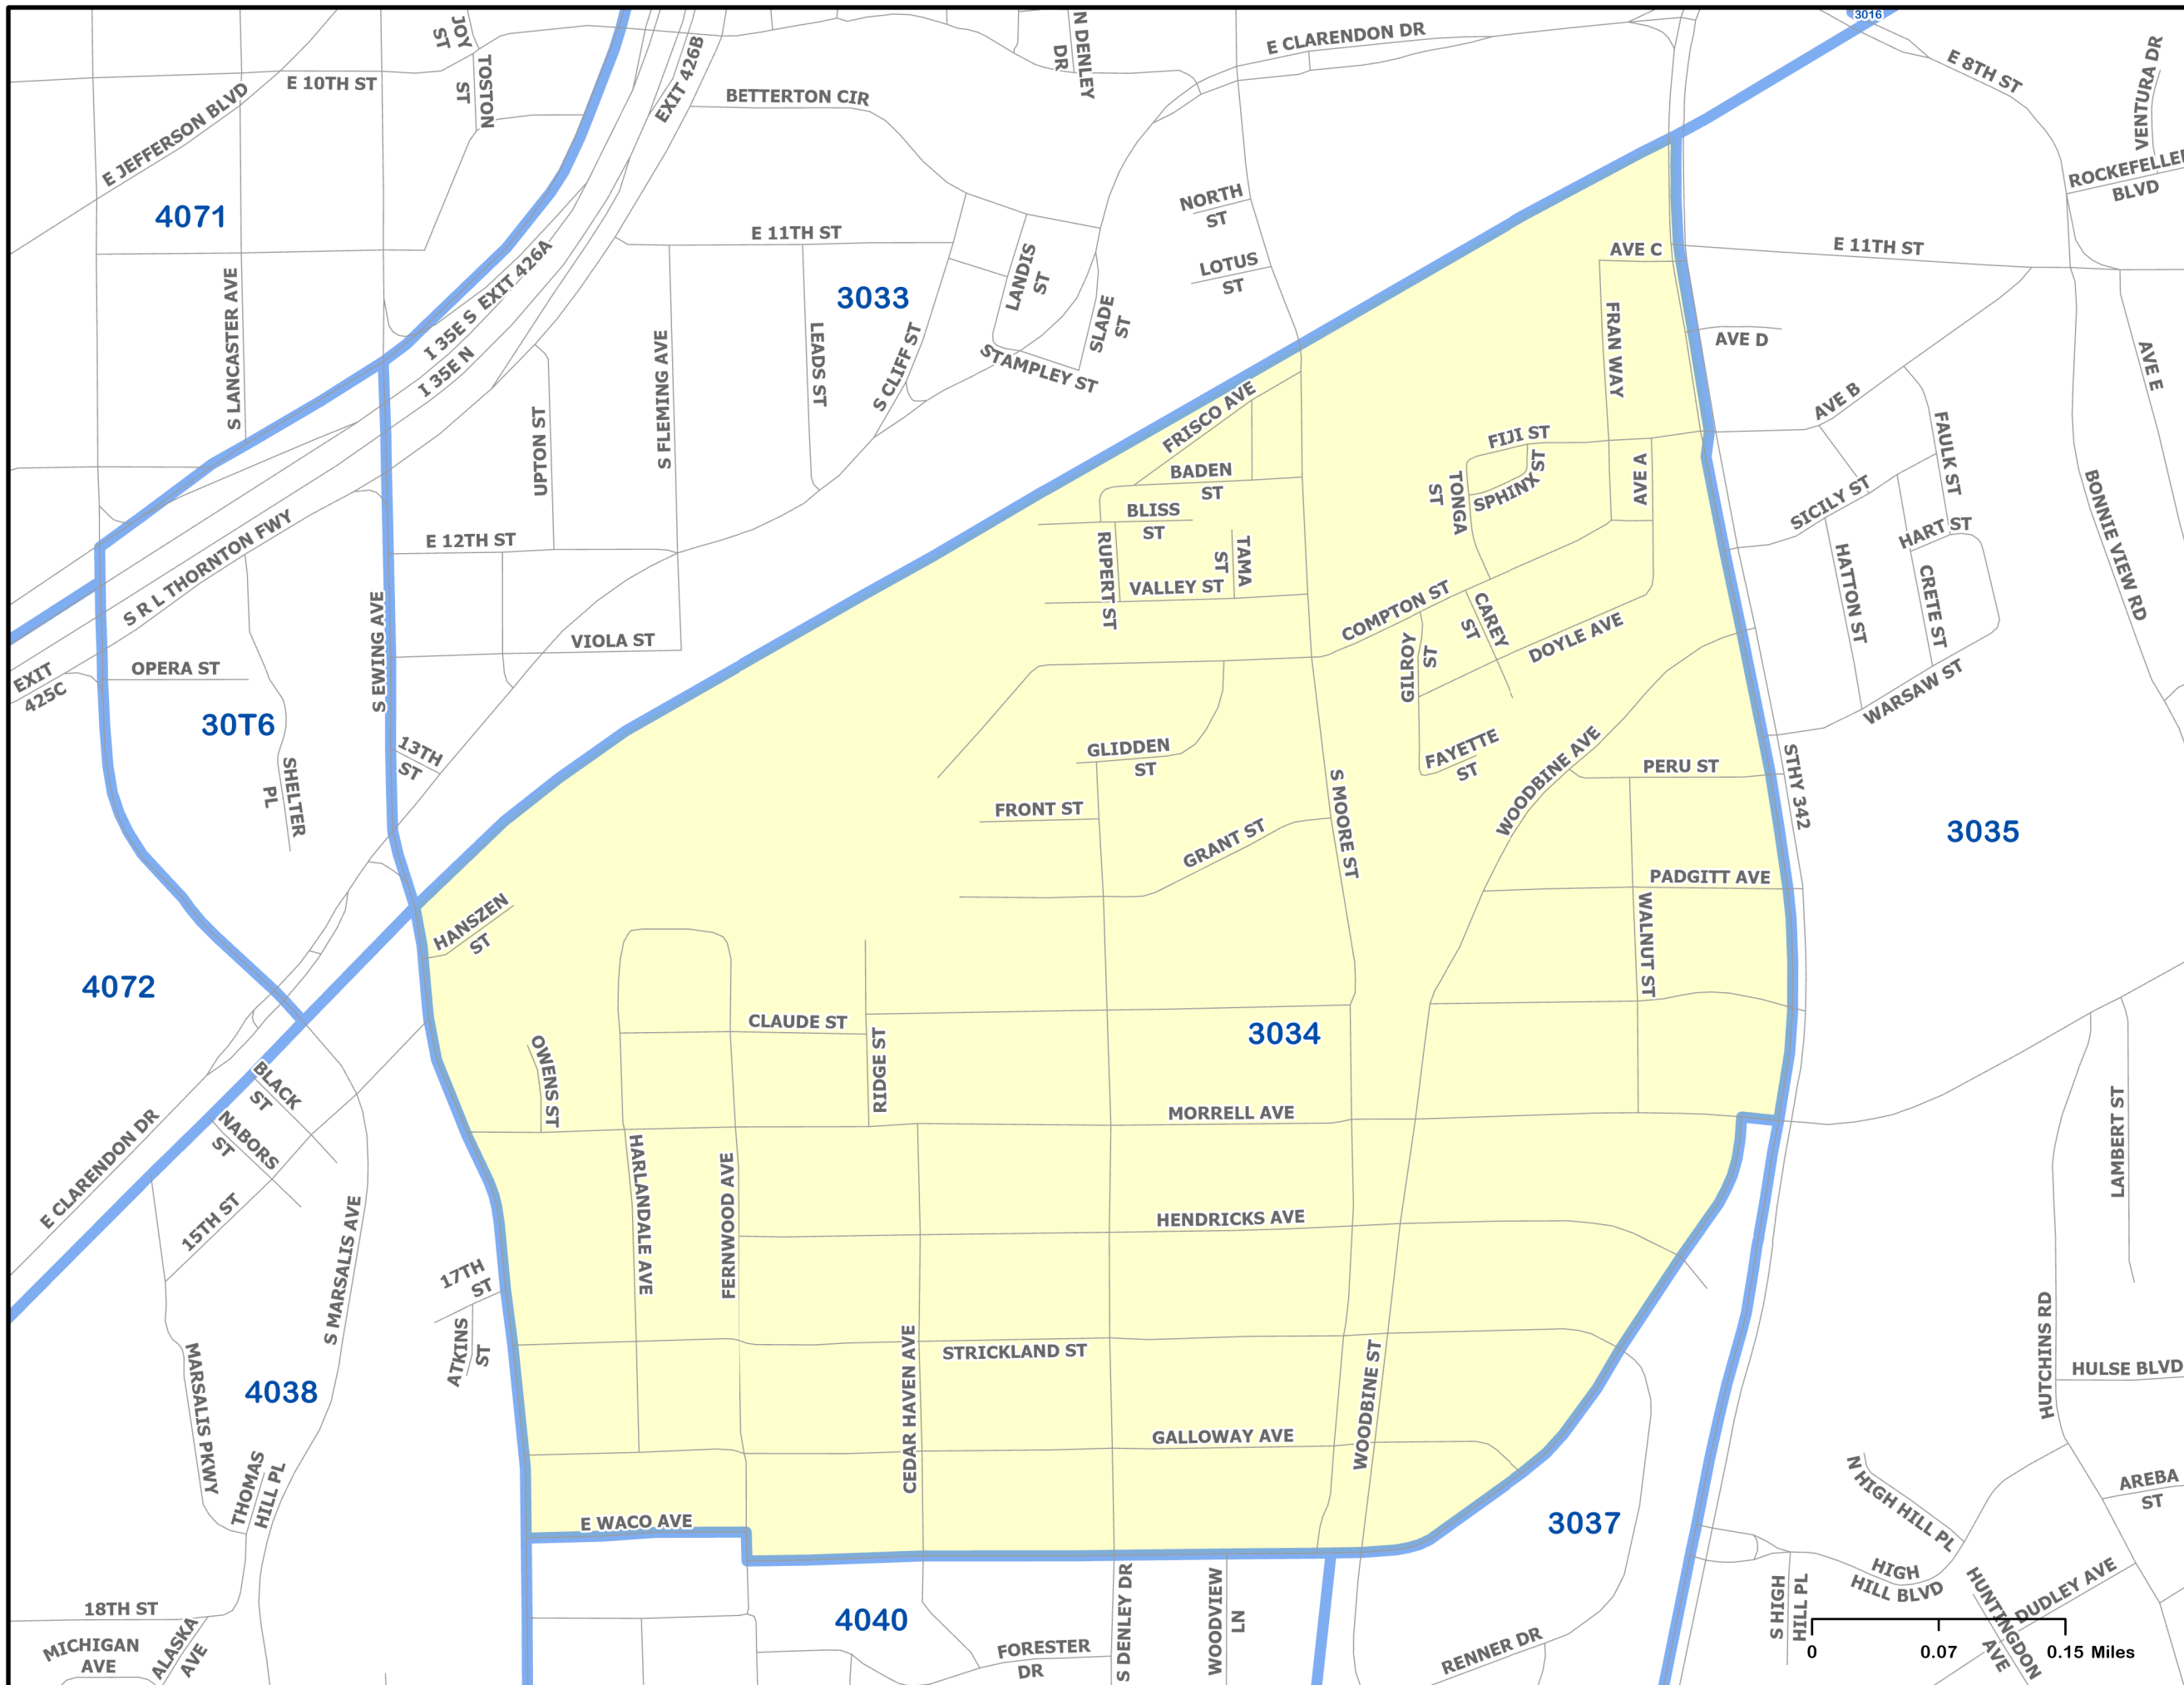 3016
JOY
ST
N DENLEY
DR
E CLARENDON DR
E 8TH ST
VENTURA DR
E 10TH ST
TOSTON
ST
EXIT 426B
BETTERTON CIR
E JEFFERSON BLVD
ROCKEFELLER
BLVD
4071
NORTH
ST
E 11TH ST
AVE C
E 11TH ST
LOTUS
ST
LANDIS
ST
3033
S LANCASTER AVE
I 35E S EXIT 426A
I 35E N
SLADE
ST
FRAN WAY
AVE D
AVE E
LEADS ST
S FLEMING AVE
S CLIFF ST
STAMPLEY ST
FRISCO AVE
AVE B
UPTON ST
FIJI ST
FAULK ST
BADEN
ST
SPHINX ST
TONGA
ST
AVE A
SICILY ST
BLISS
ST
HART ST
BONNIE VIEW RD
S R L THORNTON FWY
E 12TH ST
RUPERT ST
TAMA
ST
VALLEY ST
HATTON ST
CRETE ST
COMPTON ST
CAREY
ST
S EWING AVE
VIOLA ST
GILROY
ST
DOYLE AVE
OPERA ST
EXIT
425C
WARSAW ST
30T6
13TH
ST
GLIDDEN
ST
FAYETTE
ST
WOODBINE AVE
PERU ST
STHY 342
SHELTER
PL
FRONT ST
S MOORE ST
GRANT ST
3035
PADGITT AVE
HANSZEN
ST
WALNUT ST
4072
CLAUDE ST
3034
OWENS ST
RIDGE ST
BLACK
ST
MORRELL AVE
LAMBERT ST
E CLARENDON DR
NABORS
ST
15TH ST
HARLANDALE AVE
FERNWOOD AVE
HENDRICKS AVE
S MARSALIS AVE
17TH
ST
ATKINS
ST
STRICKLAND ST
HUTCHINS RD
HULSE BLVD
4038
MARSALIS PKWY
CEDAR HAVEN AVE
WOODBINE ST
GALLOWAY AVE
THOMAS
HILL PL
N HIGH HILL PL
AREBA
ST
E WACO AVE
3037
HIGH
HILL BLVD
18TH ST
4040
S DENLEY DR
WOODVIEW
LN
S HIGH
HILL PL
HUNTINGDON
AVE
DUDLEY AVE
MICHIGAN
AVE
ALASKA
AVE
FORESTER
DR
RENNER DR
0 0.07 0.15 Miles